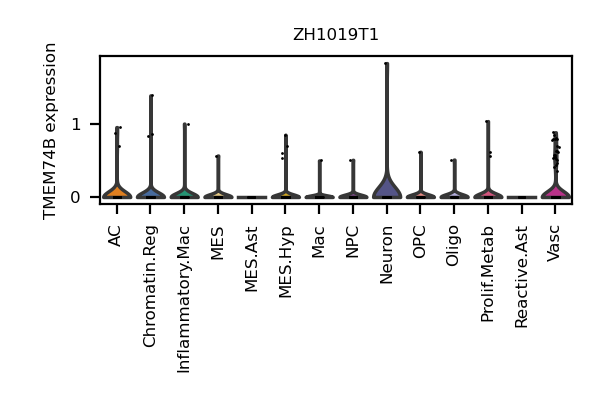 ZH1019T1
TMEM74B expression
1
0
AC
Chromatin.Reg
Inflammatory.Mac
MES
MES.Ast
MES.Hyp
Mac
NPC
Neuron
OPC
Oligo
Prolif.Metab
Reactive.Ast
Vasc